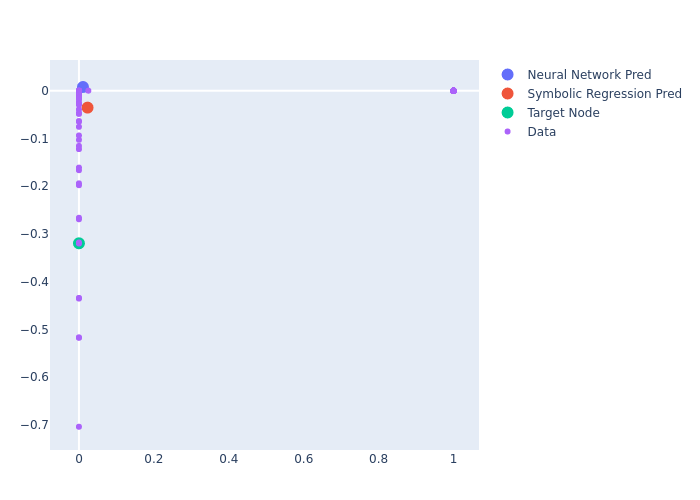 Neural Network Pred
Symbolic Regression Pred
Target Node
Data
0
−0.1
−0.2
−0.3
−0.4
−0.5
−0.6
−0.7
0 0.2 0.4 0.6 0.8 1